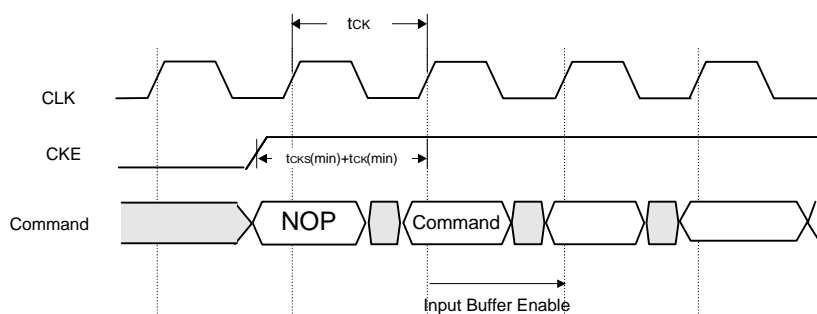 tCK
CLK
CKE
tCKS(min)+tCK(min)
Command
NOP
Command
Input Buffer Enable